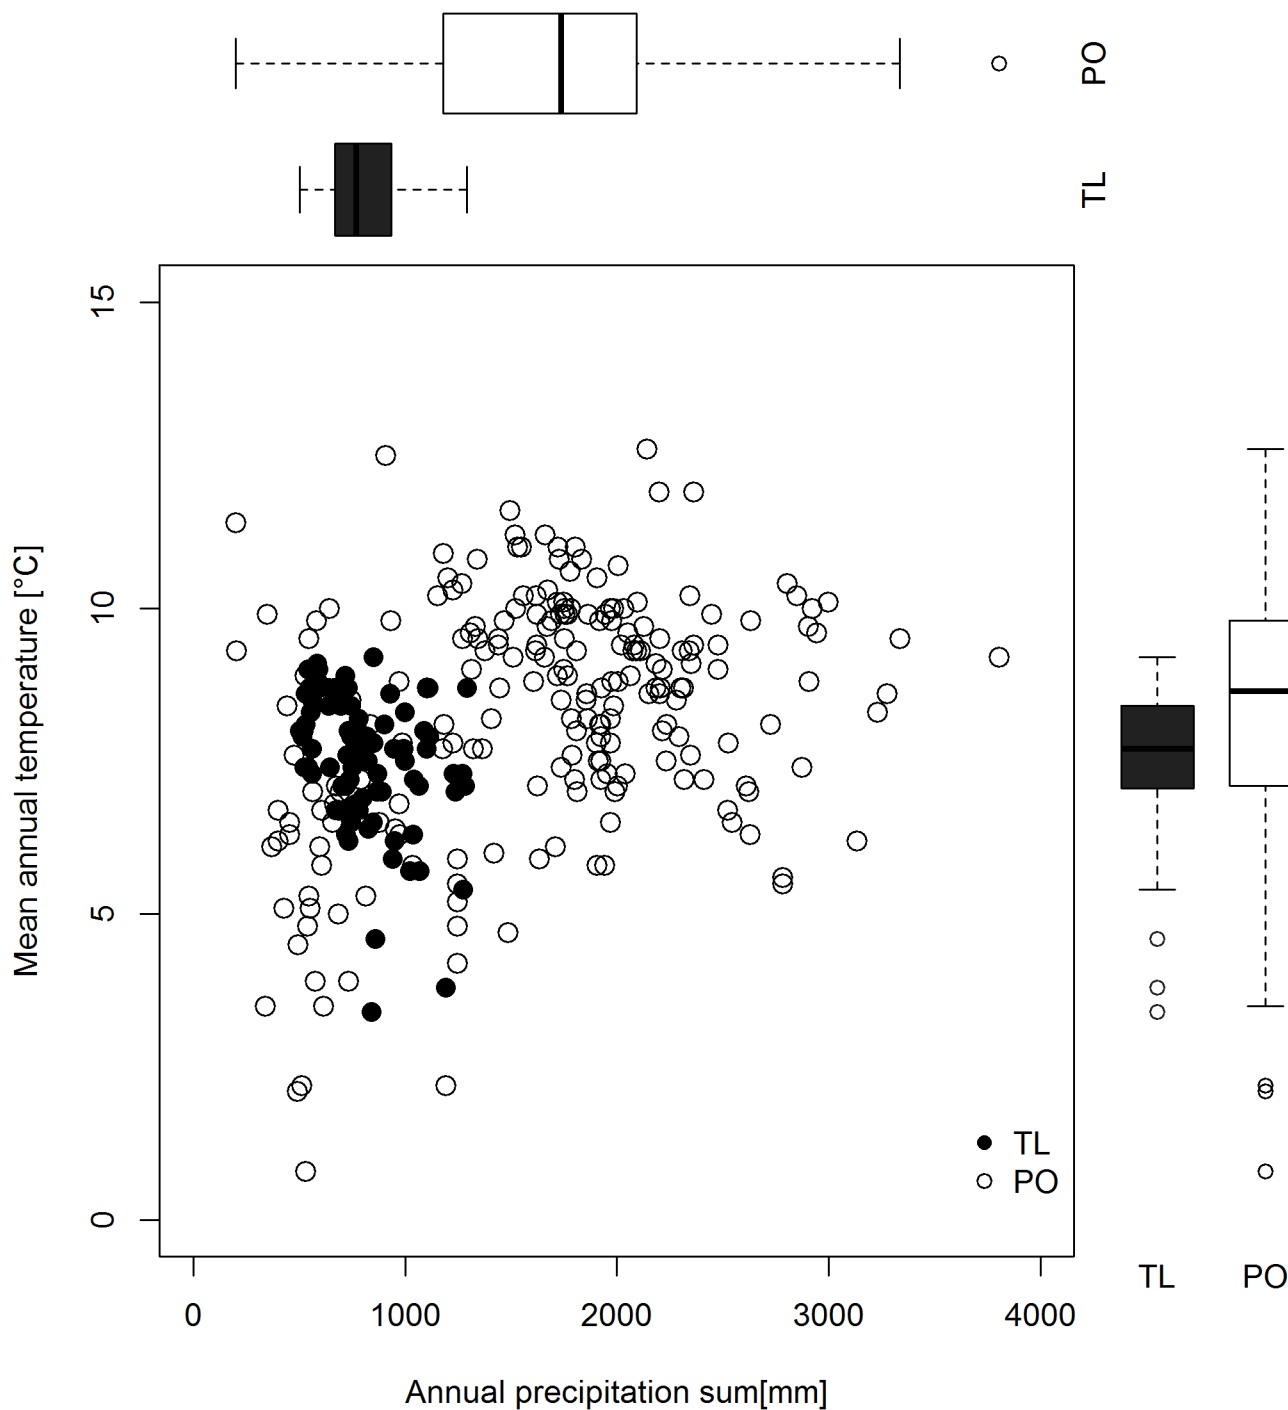 PO
TL
15
10
5
0
Mean annual temperature [°C]
TL
PO
TL
PO
0 1000 2000 3000 4000
Annual precipitation sum[mm]